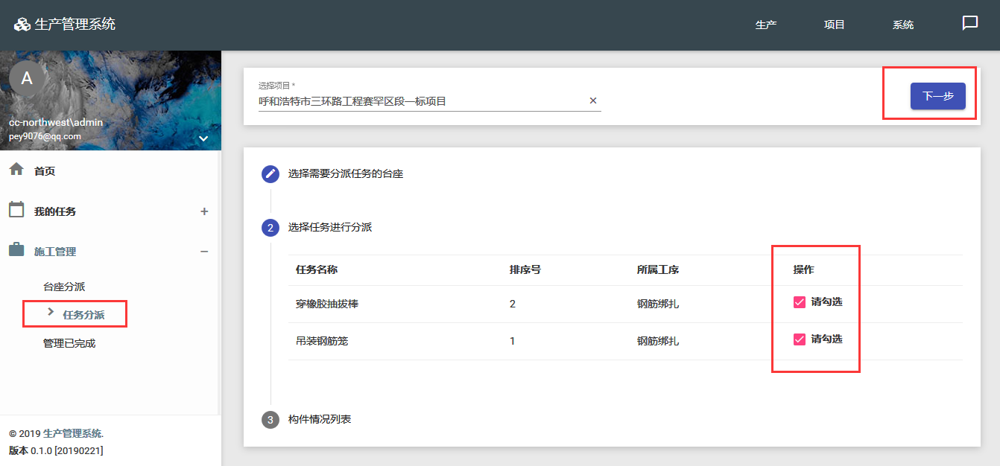 生产管理系统
生产 项目 系统
A
cc-northwest\admin
pey9076@qq.com
首页
我的任务 +
施工管理 −
台座分派
任务分派
管理已完成
© 2019 生产管理系统.
版本 0.1.0 [20190221]
选择项目 *
呼和浩特市三环路工程赛罕区段一标项目
下一步
选择需要分派任务的台座
2 选择任务进行分派
任务名称 排序号 所属工序 操作
穿橡胶抽拔棒 2 钢筋绑扎 请勾选
吊装钢筋笼 1 钢筋绑扎 请勾选
3 构件情况列表